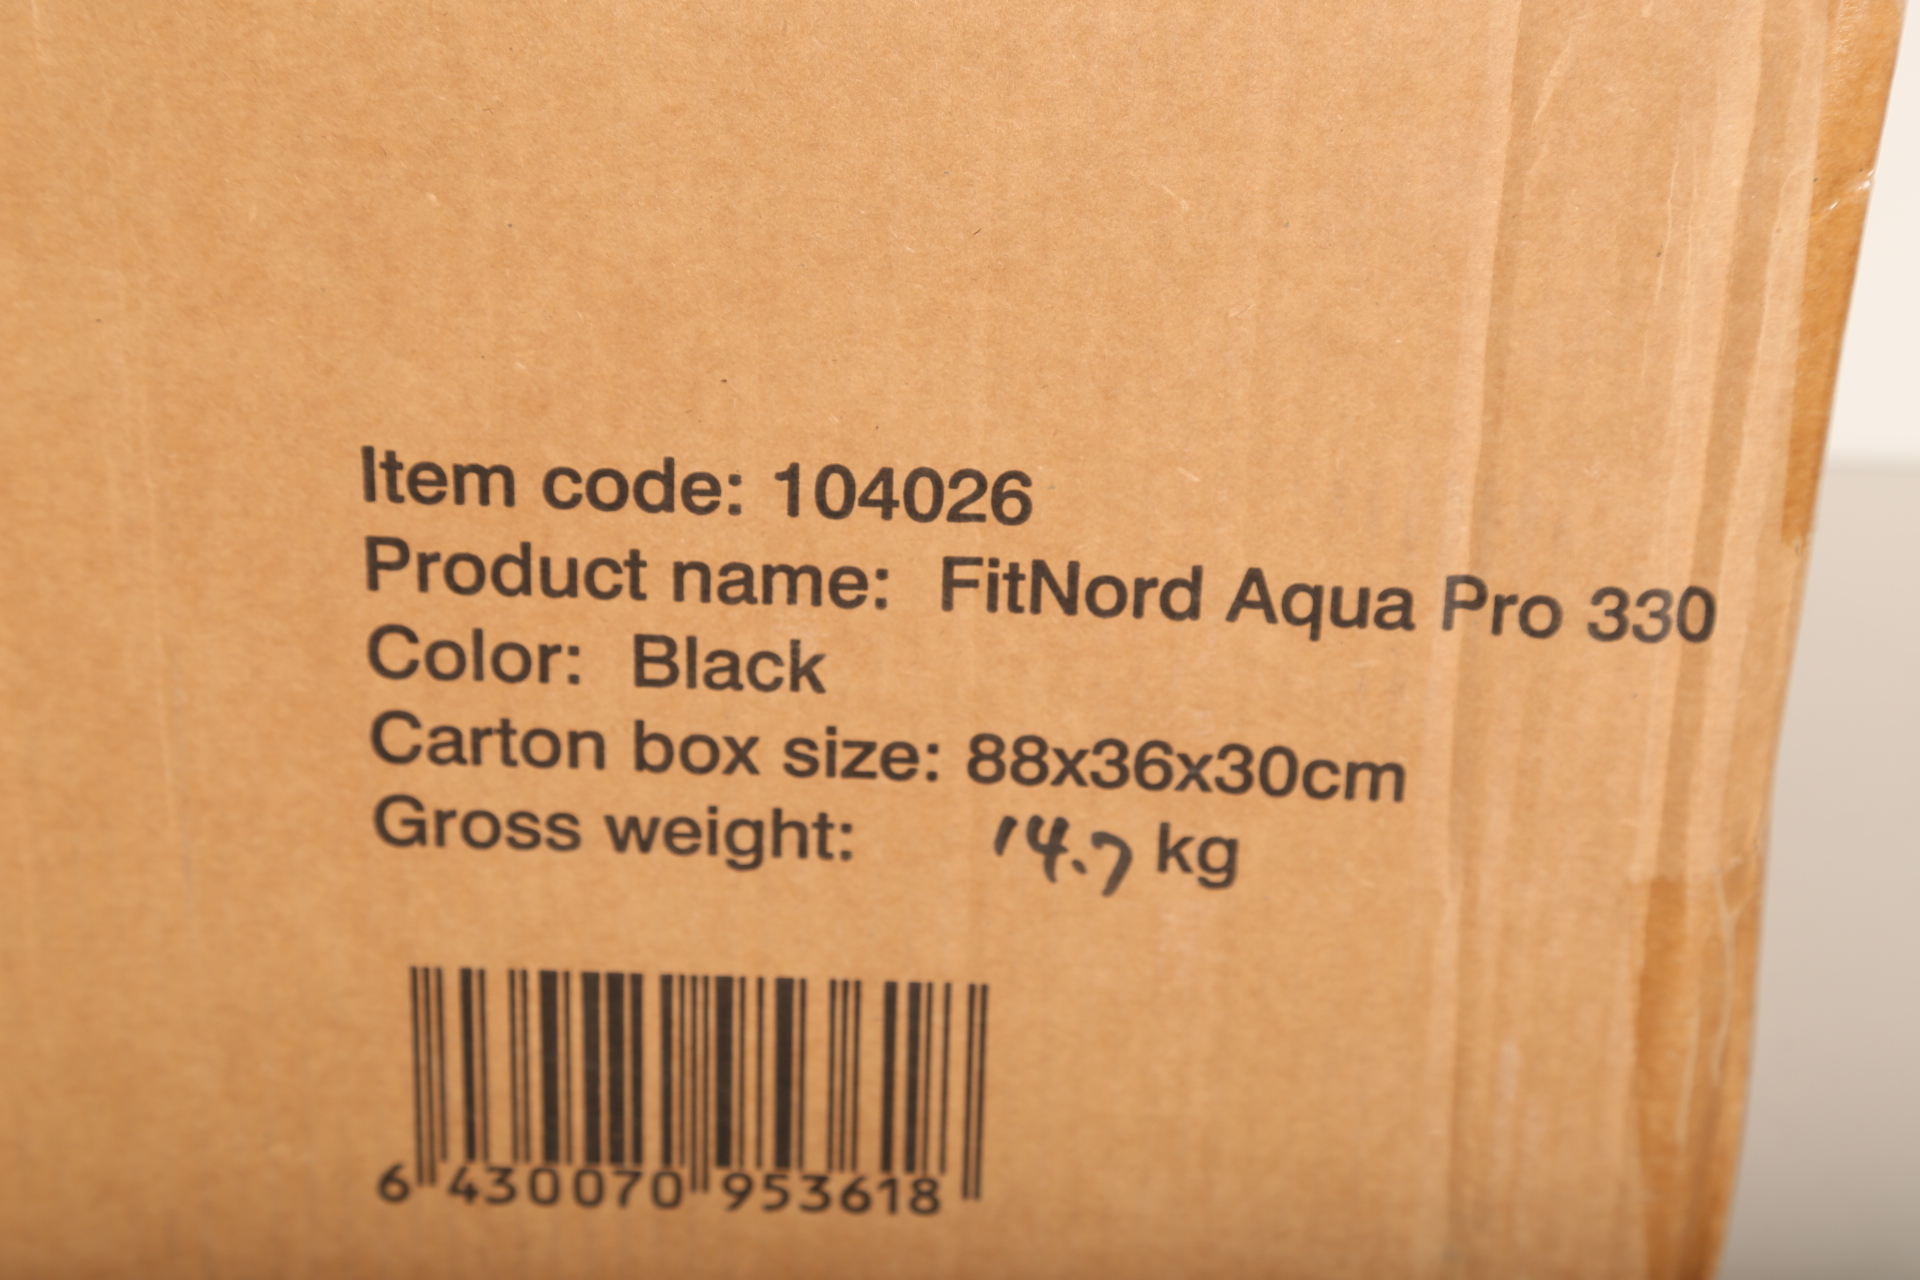 Item code: 104026
Product name: FitNord Aqua Pro 330
Color: Black
Carton box size: 88x36x30cm
Gross weight: 14.7 kg
6 430070 953618